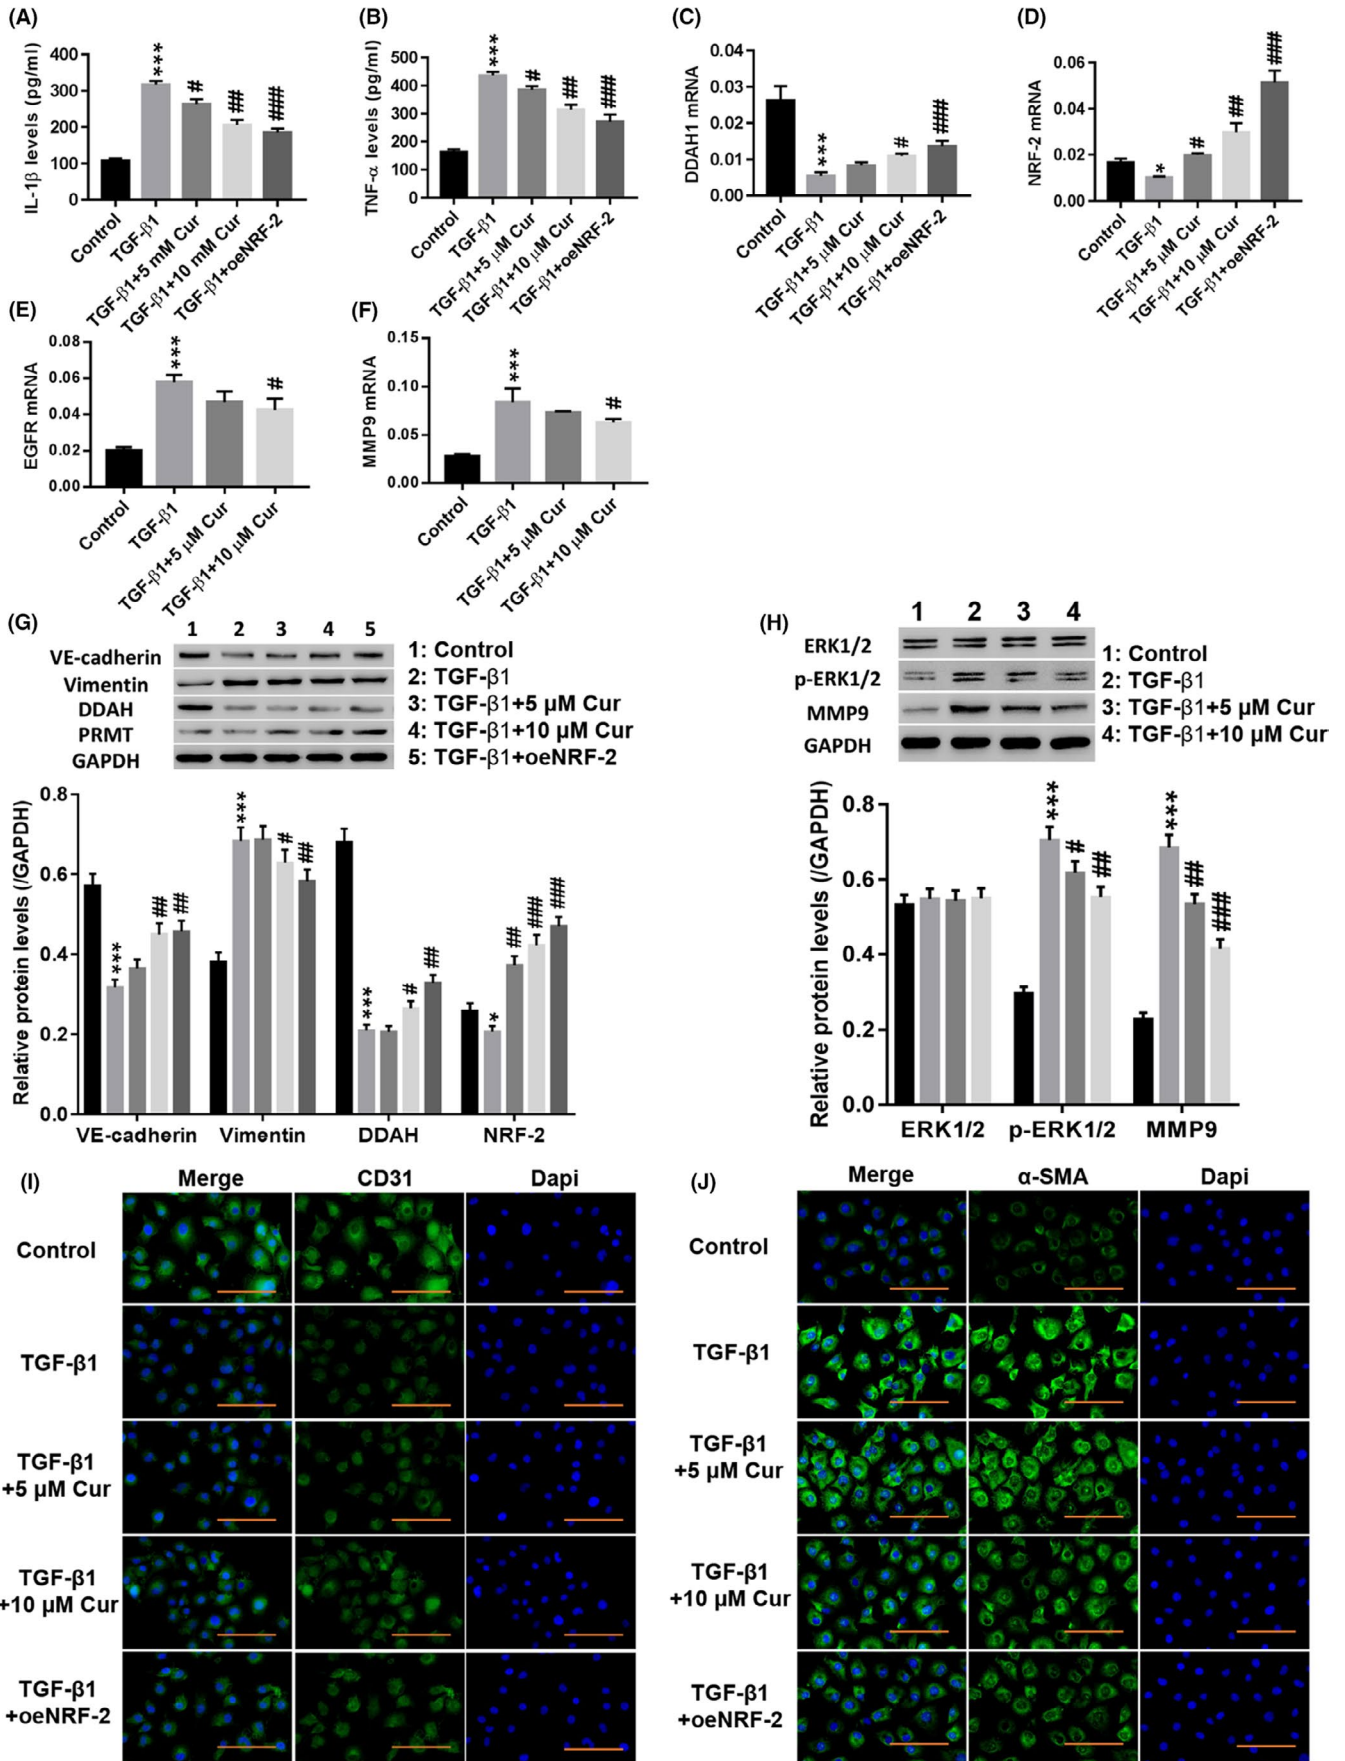 (A)
IL-1β levels (pg/ml)
400
300
200
100
0
***
#
##
###
Control
TGF-β1
TGF-β1+5 mM Cur
TGF-β1+10 mM Cur
TGF-β1+oeNRF-2
(B)
TNF-α levels (pg/ml)
500
400
300
200
100
0
***
#
##
###
Control
TGF-β1
TGF-β1+5 μM Cur
TGF-β1+10 μM Cur
TGF-β1+oeNRF-2
(C)
DDAH1 mRNA
0.04
0.03
0.02
0.01
0.00
***
#
###
Control
TGF-β1
TGF-β1+5 μM Cur
TGF-β1+10 μM Cur
TGF-β1+oeNRF-2
(D)
NRF-2 mRNA
0.06
0.04
0.02
0.00
*
#
##
###
Control
TGF-β1
TGF-β1+5 μM Cur
TGF-β1+10 μM Cur
TGF-β1+oeNRF-2
(E)
EGFR mRNA
0.08
0.06
0.04
0.02
0.00
***
#
Control
TGF-β1
TGF-β1+5 μM Cur
TGF-β1+10 μM Cur
(F)
MMP9 mRNA
0.15
0.10
0.05
0.00
***
#
Control
TGF-β1
TGF-β1+5 μM Cur
TGF-β1+10 μM Cur
(G)
1 2 3 4 5
VE-cadherin
Vimentin
DDAH
PRMT
GAPDH
1: Control
2: TGF-β1
3: TGF-β1+5 μM Cur
4: TGF-β1+10 μM Cur
5: TGF-β1+oeNRF-2
Relative protein levels (/GAPDH)
0.8
0.6
0.4
0.2
0.0
***
##
##
***
#
##
***
#
##
*
##
###
###
VE-cadherin Vimentin DDAH NRF-2
(H)
1 2 3 4
ERK1/2
p-ERK1/2
MMP9
GAPDH
1: Control
2: TGF-β1
3: TGF-β1+5 μM Cur
4: TGF-β1+10 μM Cur
Relative protein levels (/GAPDH)
0.8
0.6
0.4
0.2
0.0
***
#
##
***
##
###
ERK1/2 p-ERK1/2 MMP9
(I)
Merge CD31 Dapi
Control
TGF-β1
TGF-β1
+5 μM Cur
TGF-β1
+10 μM Cur
TGF-β1
+oeNRF-2
(J)
Merge α-SMA Dapi
Control
TGF-β1
TGF-β1
+5 μM Cur
TGF-β1
+10 μM Cur
TGF-β1
+oeNRF-2